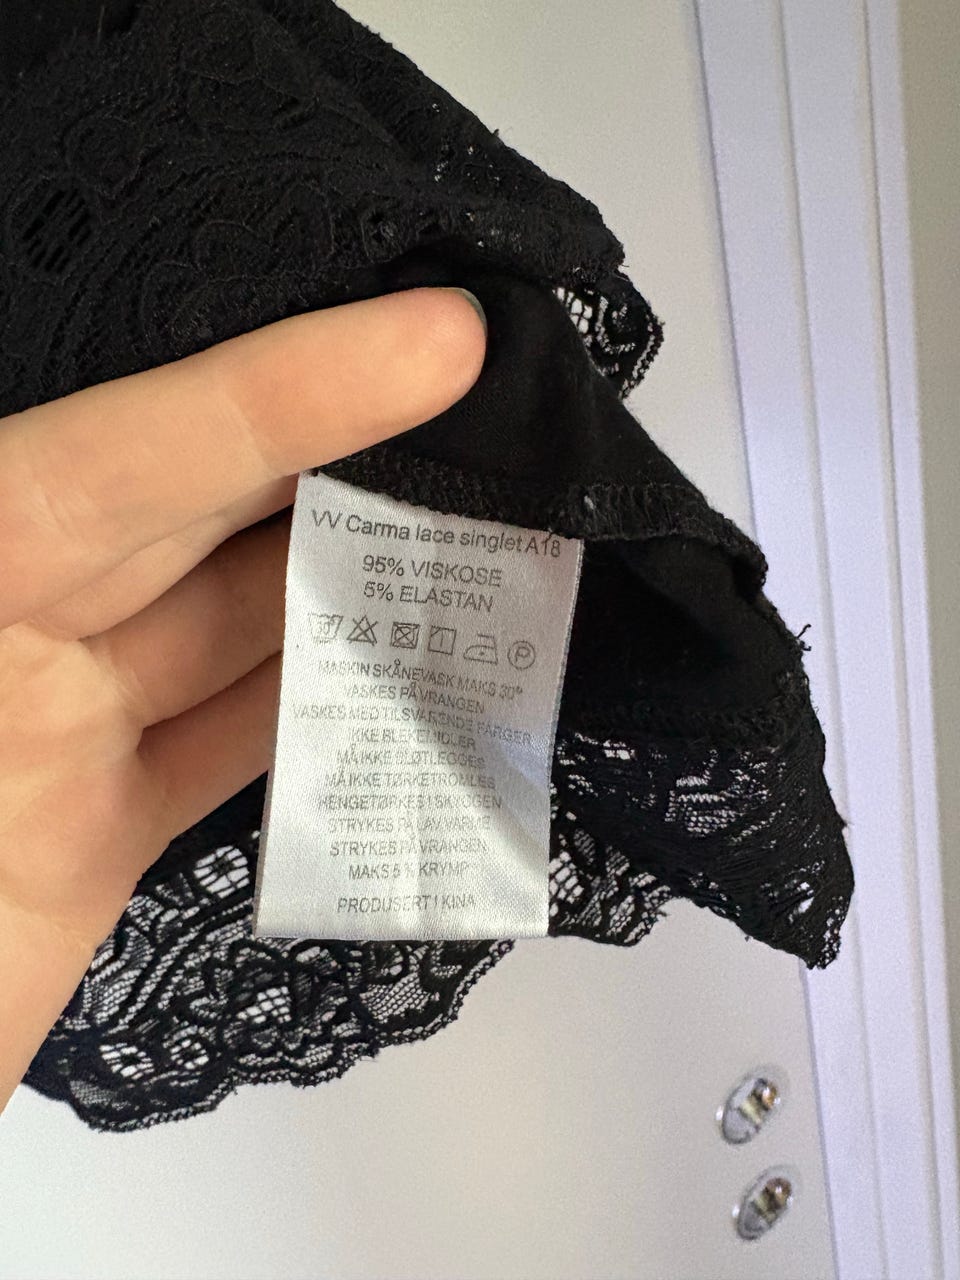 VV Carma lace singlet A18
95% VISKOSE
5% ELASTAN
30° P
MASKIN SKÅNEVASK MAKS 30°
VASKES PÅ VRANGEN
VASKES MED TILSVARENDE FARGER
IKKE BLEKEMIDLER
MÅ IKKE BLØTLEGGES
MÅ IKKE TØRKETROMLES
HENGETØRKES I SKYGGEN
STRYKES PÅ LAV VARME
STRYKES PÅ VRANGEN
MAKS 5 % KRYMP
PRODUSERT I KINA